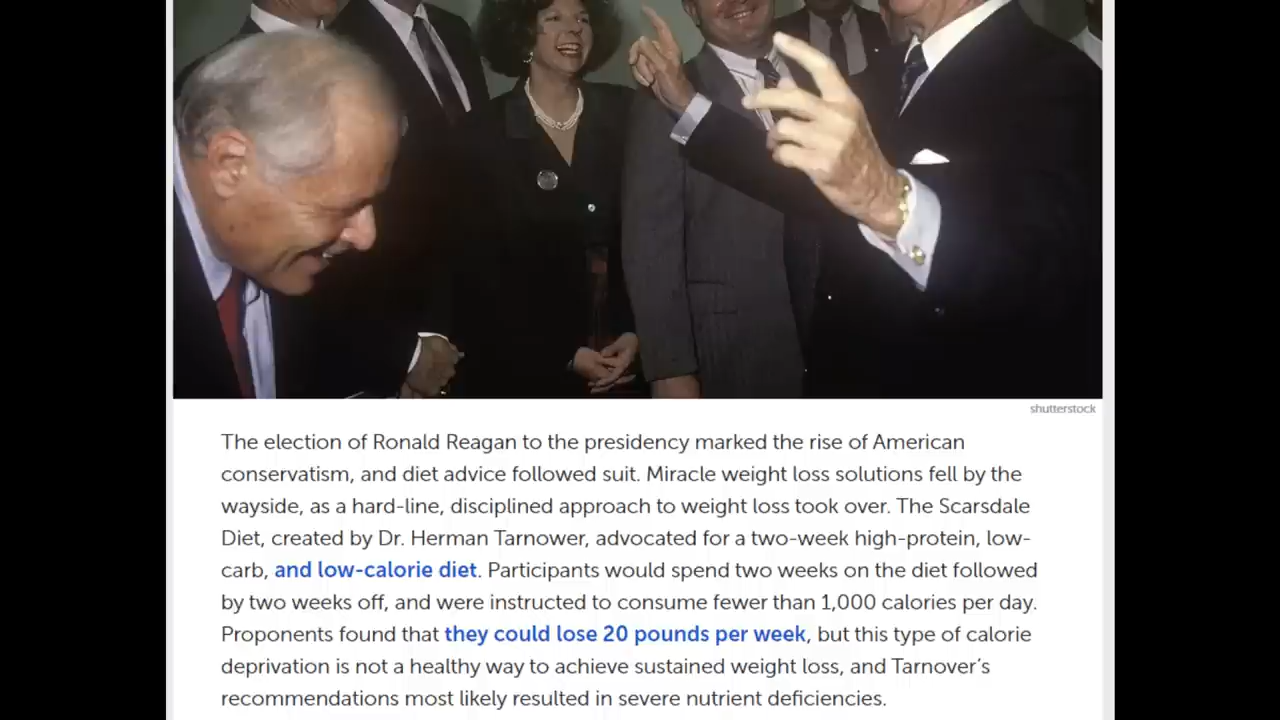 shutterstock
The election of Ronald Reagan to the presidency marked the rise of American
conservatism, and diet advice followed suit. Miracle weight loss solutions fell by the
wayside, as a hard-line, disciplined approach to weight loss took over. The Scarsdale
Diet, created by Dr. Herman Tarnower, advocated for a two-week high-protein, low-
carb, and low-calorie diet. Participants would spend two weeks on the diet followed
by two weeks off, and were instructed to consume fewer than 1,000 calories per day.
Proponents found that they could lose 20 pounds per week, but this type of calorie
deprivation is not a healthy way to achieve sustained weight loss, and Tarnover’s
recommendations most likely resulted in severe nutrient deficiencies.